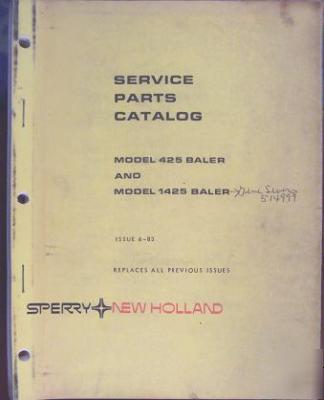 SERVICE
PARTS
CATALOG
MODEL 425 BALER
AND
MODEL 1425 BALER
514999
ISSUE 6-83
REPLACES ALL PREVIOUS ISSUES
SPERRY NEW HOLLAND